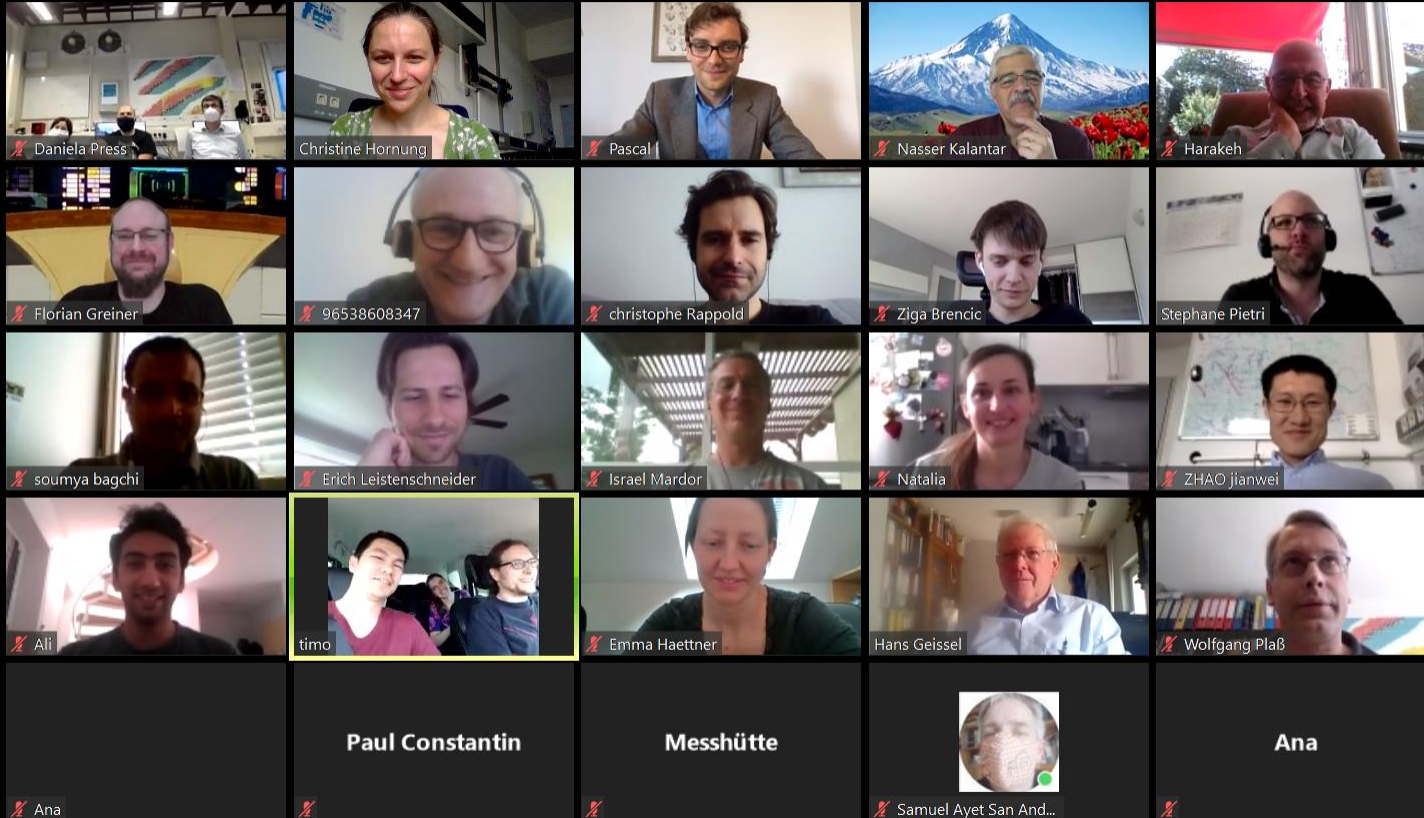 Daniela Press
Christine Hornung
Pascal
Nasser Kalantar
Harakeh
Florian Greiner
96538608347
christophe Rappold
Ziga Brencic
Stephane Pietri
soumya bagchi
Erich Leistenschneider
Israel Mardor
Natalia
ZHAO jianwei
Ali
timo
Emma Haettner
Hans Geissel
Wolfgang Plaß
Ana
Paul Constantin
Messhütte
Samuel Ayet San And...
Ana